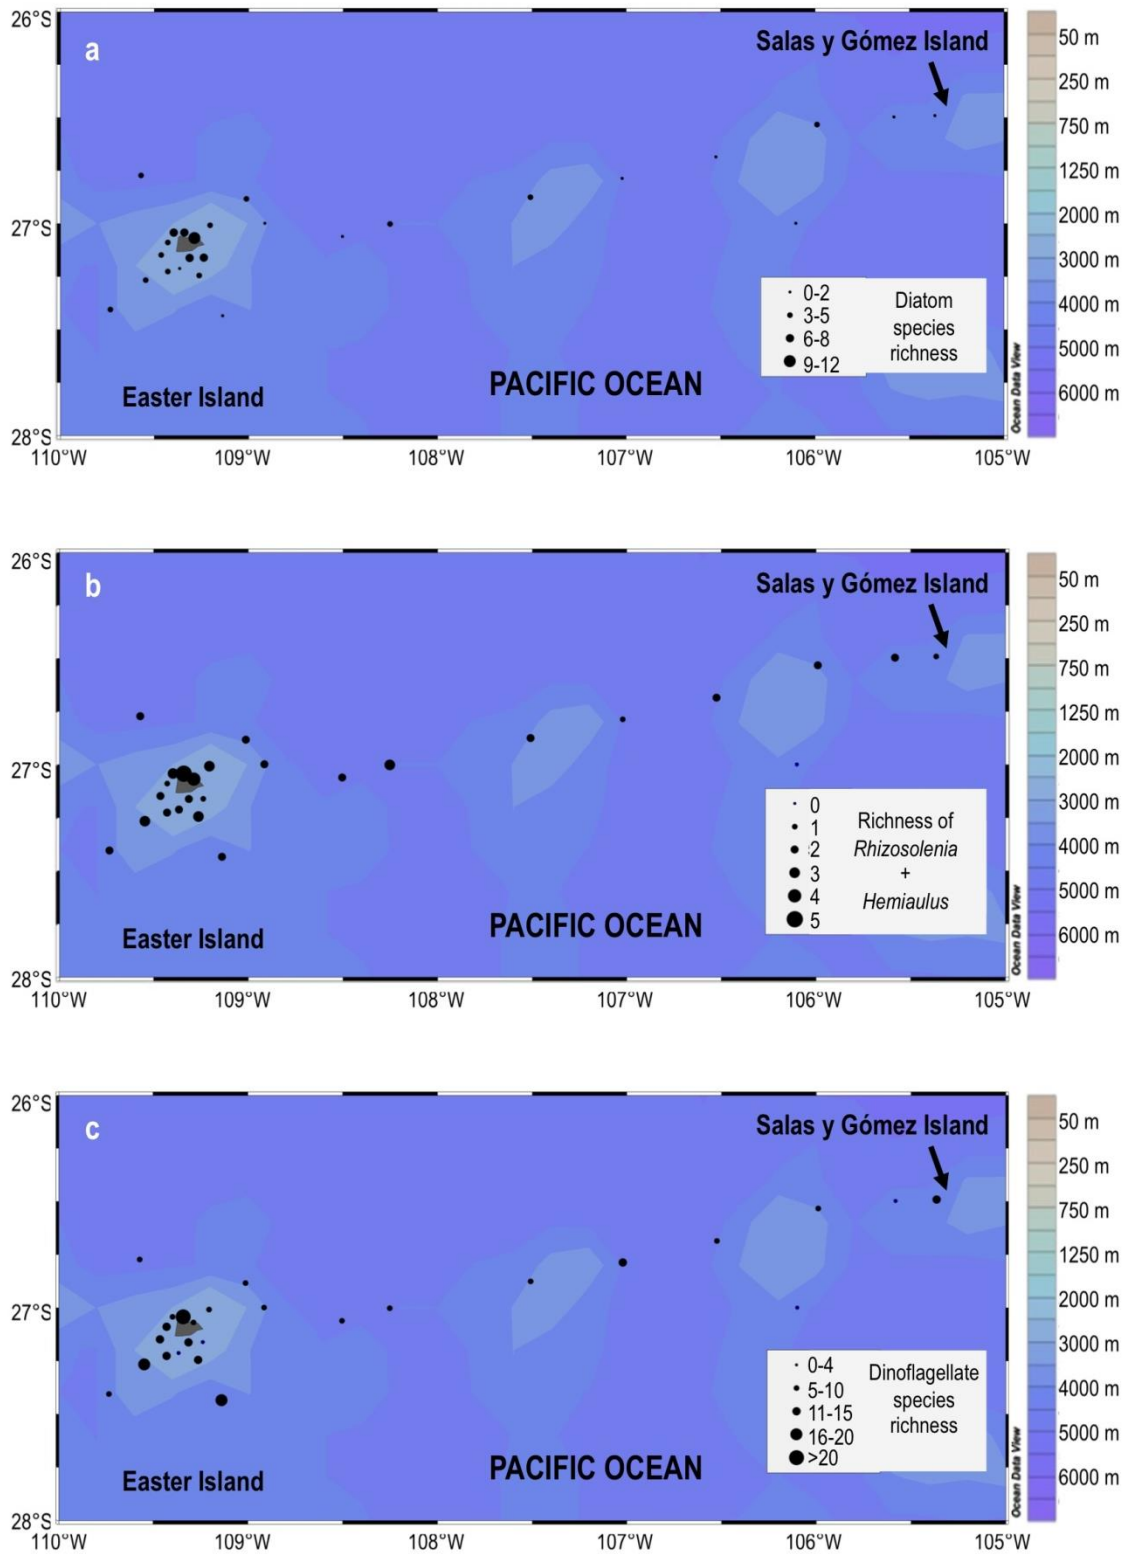 26°S
a
Salas y Gómez Island
50 m
250 m
750 m
1250 m
2000 m
27°S
3000 m
4000 m
5000 m
6000 m
0-2
3-5
6-8
9-12
Diatom
species
richness
Easter Island
PACIFIC OCEAN
Ocean Data View
28°S
110°W
109°W
108°W
107°W
106°W
105°W
26°S
b
Salas y Gómez Island
50 m
250 m
750 m
1250 m
2000 m
27°S
3000 m
4000 m
5000 m
6000 m
0
1
2
3
4
5
Richness of
Rhizosolenia
+
Hemiaulus
Easter Island
PACIFIC OCEAN
Ocean Data View
28°S
110°W
109°W
108°W
107°W
106°W
105°W
26°S
c
Salas y Gómez Island
50 m
250 m
750 m
1250 m
2000 m
27°S
3000 m
4000 m
5000 m
6000 m
0-4
5-10
11-15
16-20
>20
Dinoflagellate
species
richness
Easter Island
PACIFIC OCEAN
Ocean Data View
28°S
110°W
109°W
108°W
107°W
106°W
105°W